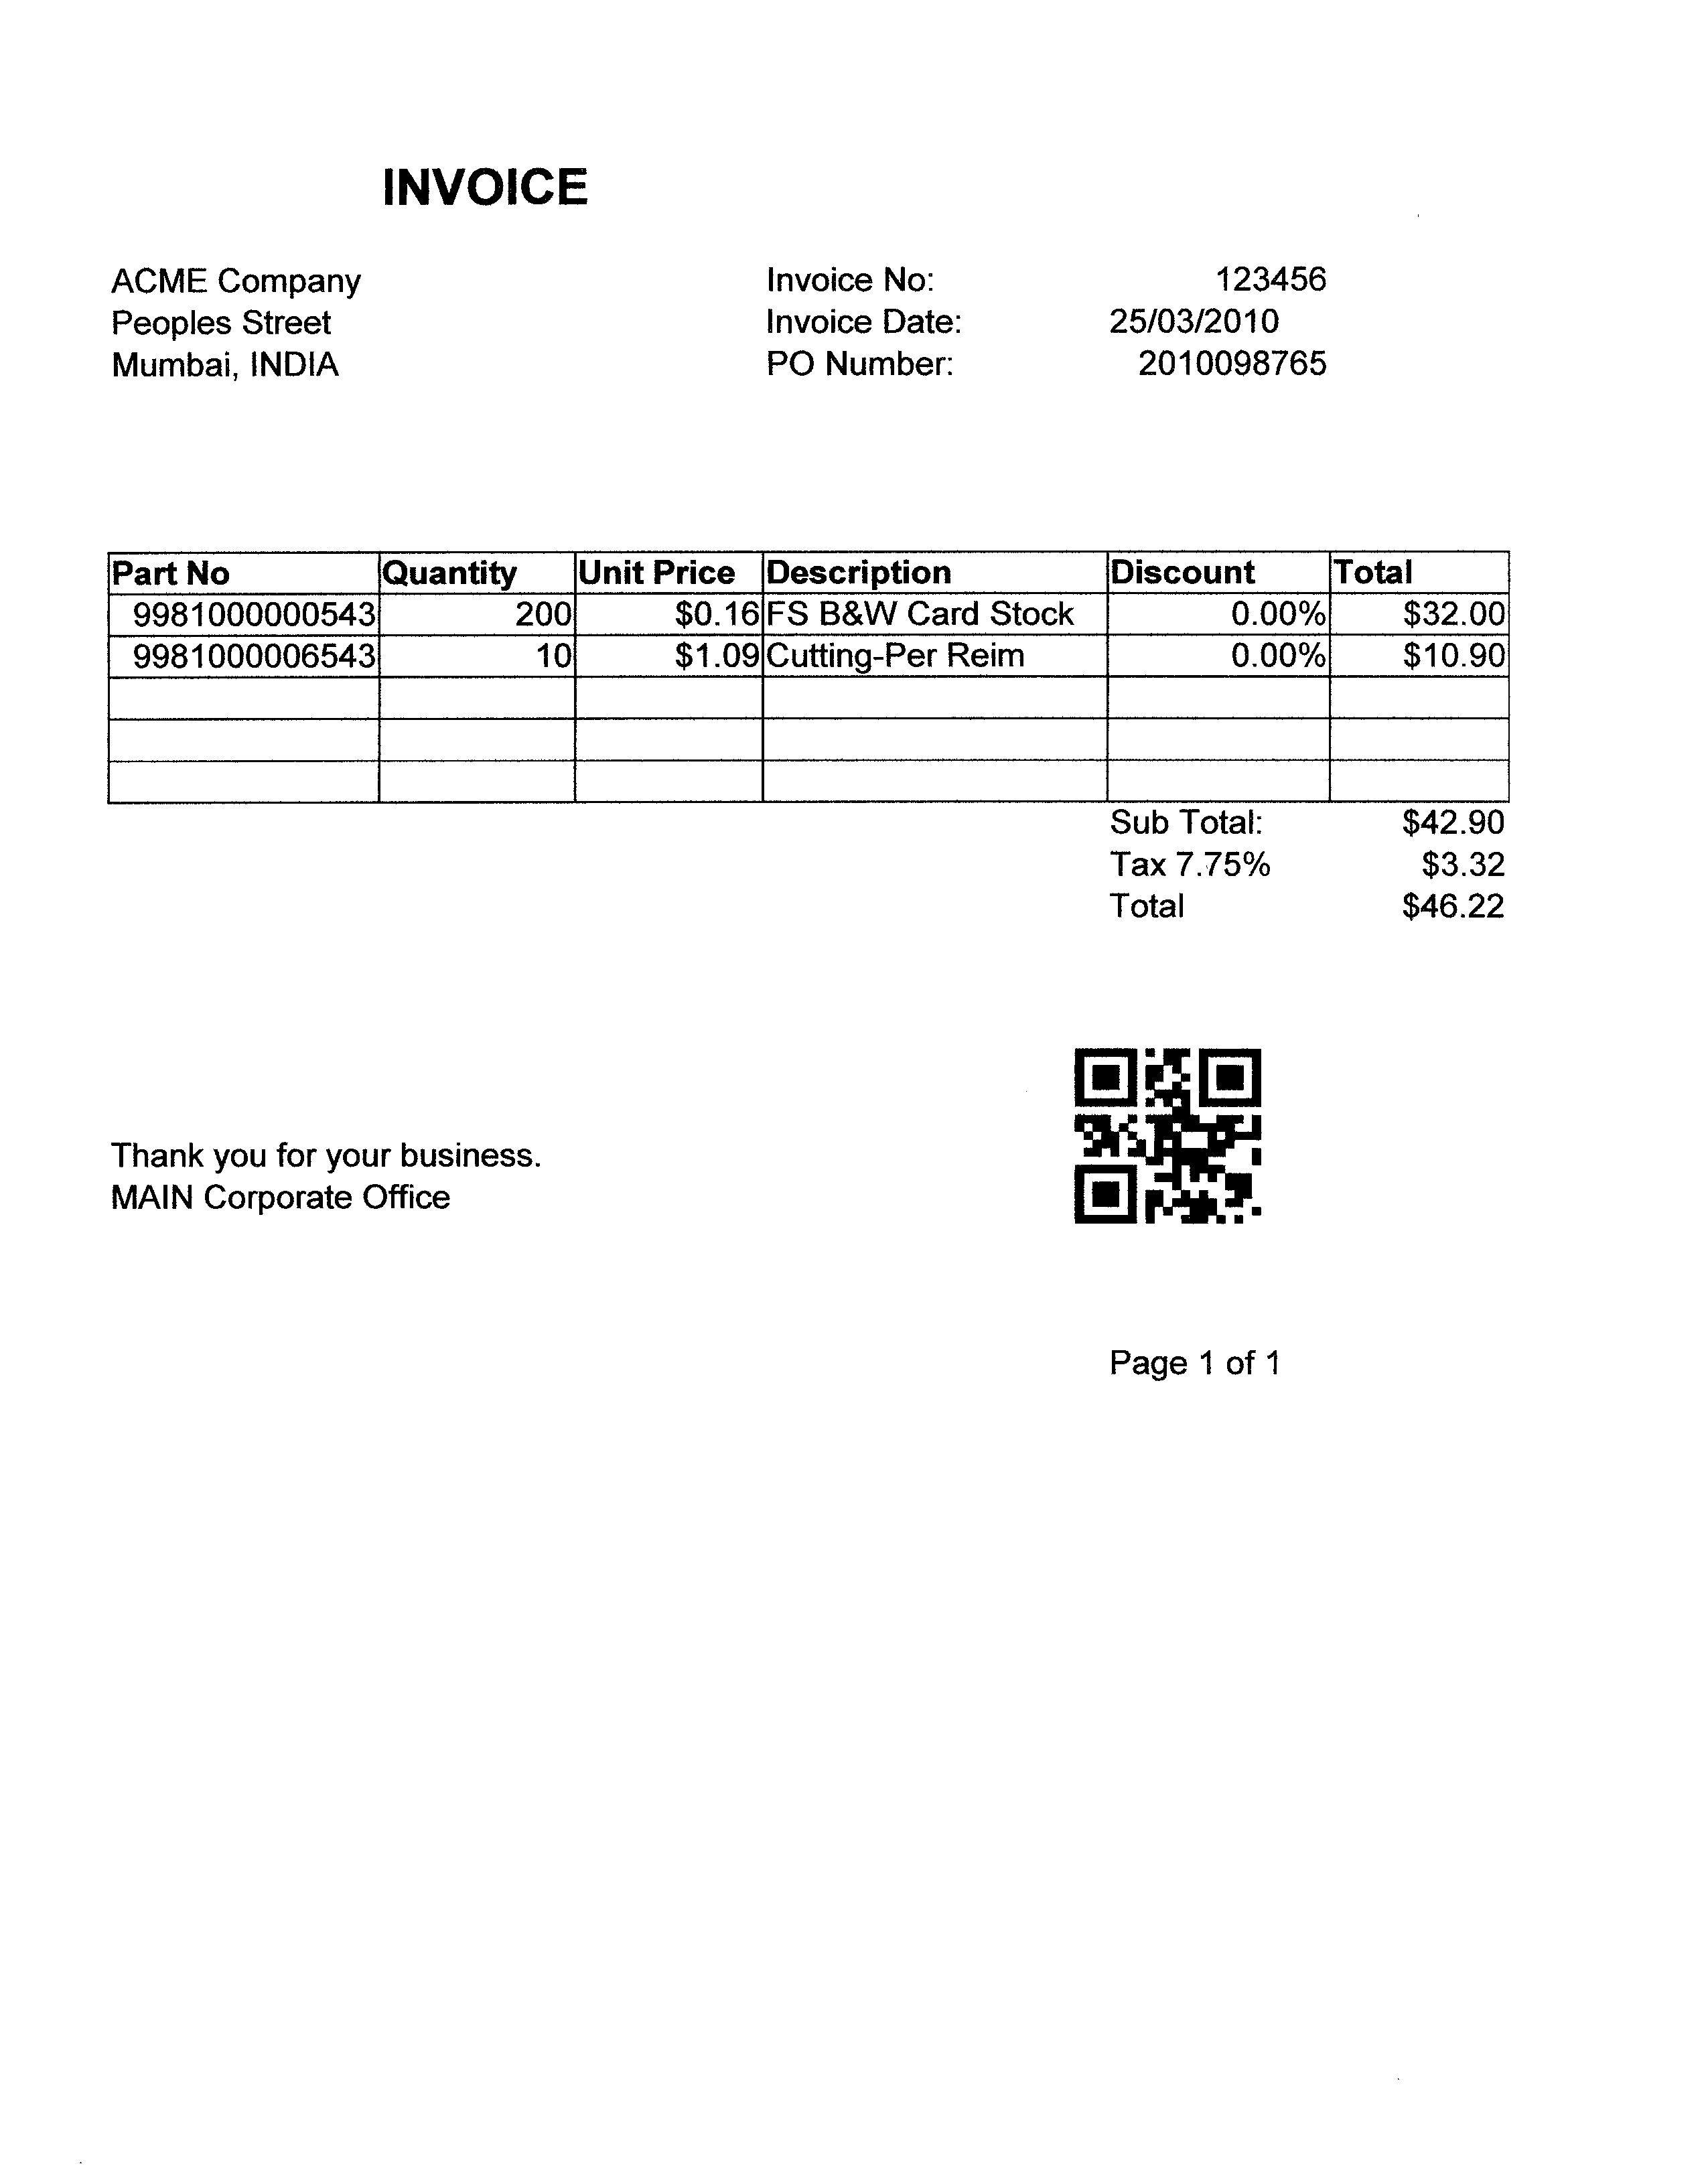 INVOICE
ACME Company
Peoples Street
Mumbai, INDIA
Invoice No: 123456
Invoice Date: 25/03/2010
PO Number: 2010098765
Part No Quantity Unit Price Description Discount Total
9981000000543 200 $0.16 FS B&W Card Stock 0.00% $32.00
9981000006543 10 $1.09 Cutting-Per Reim 0.00% $10.90
Sub Total: $42.90
Tax 7.75% $3.32
Total $46.22
Thank you for your business.
MAIN Corporate Office
Page 1 of 1